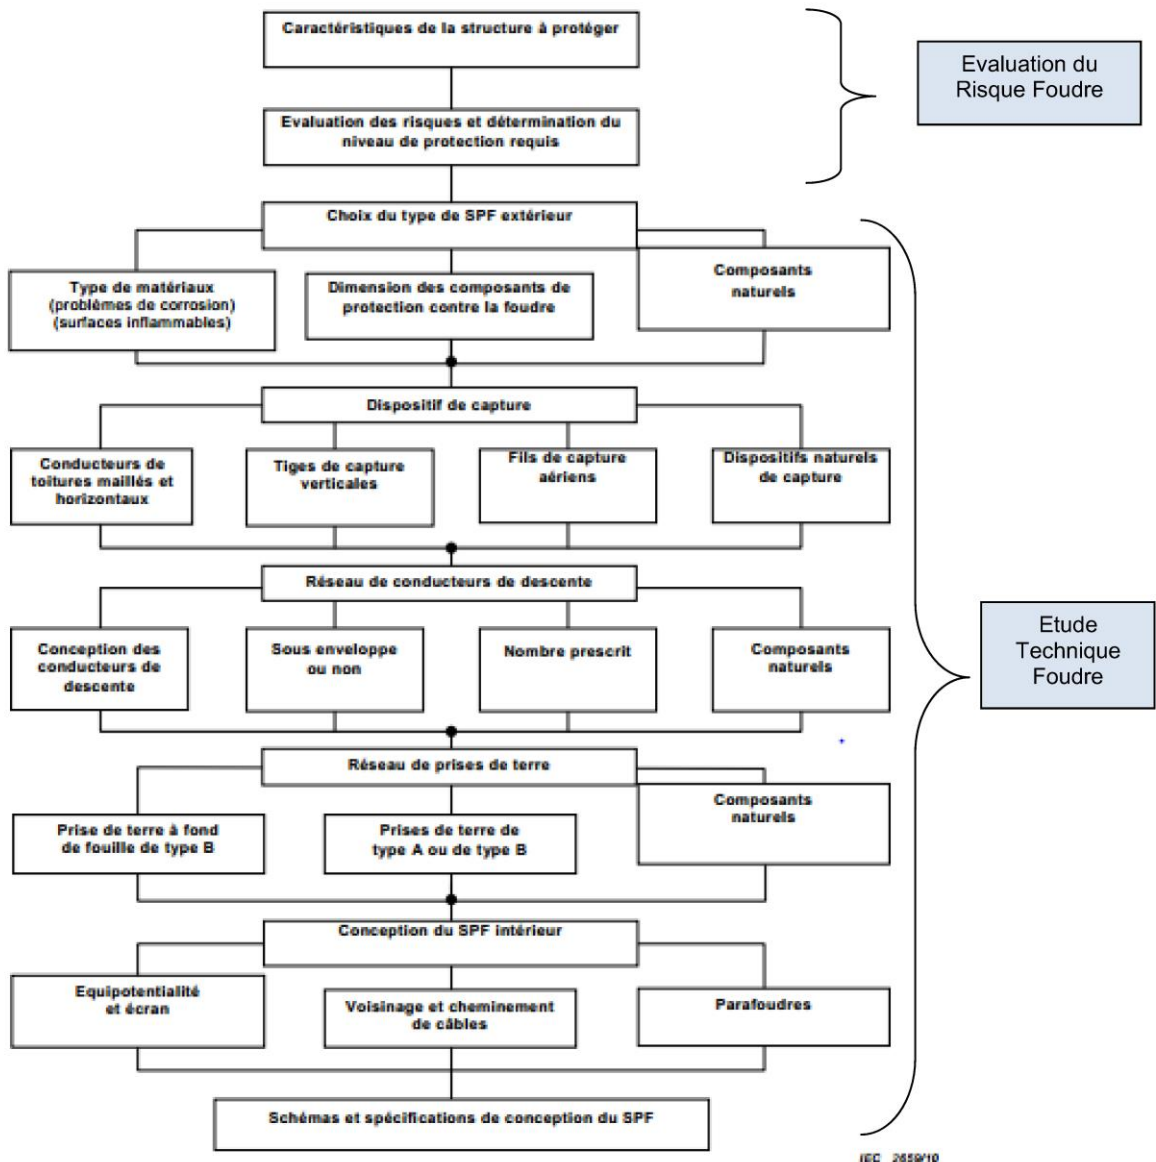 Caractéristiques de la structure à protéger
Evaluation du
Risque Foudre
Evaluation des risques et détermination du
niveau de protection requis
Choix du type de SPF extérieur
Type de matériaux
(problèmes de corrosion)
(surfaces inflammables)
Dimension des composants de
protection contre la foudre
Composants
naturels
Dispositif de capture
Conducteurs de
toitures maillés et
horizontaux
Tiges de capture
verticales
Fils de capture
aériens
Dispositifs naturels
de capture
Réseau de conducteurs de descente
Conception des
conducteurs de
descente
Sous enveloppe
ou non
Nombre prescrit
Composants
naturels
Etude
Technique
Foudre
Réseau de prises de terre
Prise de terre à fond
de fouille de type B
Prises de terre de
type A ou de type B
Composants
naturels
Conception du SPF intérieur
Equipotentialité
et écran
Voisinage et cheminement
de câbles
Parafoudres
Schémas et spécifications de conception du SPF
IEC 2659/10